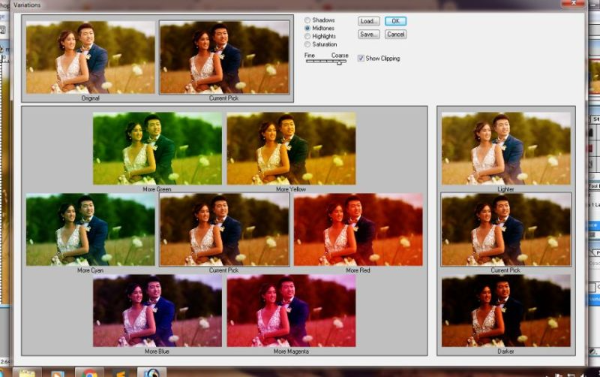 Variations
Original
Current Pick
Shadows
Midtones
Highlights
Saturation
Fine
Coarse
Load...
OK
Save...
Cancel
Show Clipping
More Green
More Yellow
More Cyan
Current Pick
More Red
More Blue
More Magenta
Lighter
Current Pick
Darker